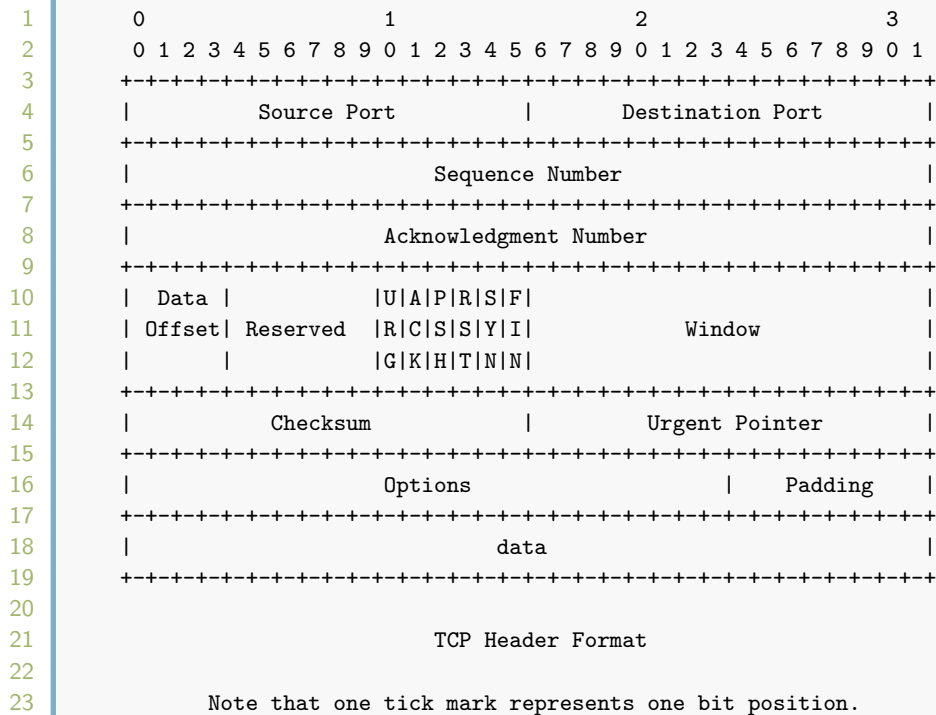 1         0                   1                   2                   3
2         0 1 2 3 4 5 6 7 8 9 0 1 2 3 4 5 6 7 8 9 0 1 2 3 4 5 6 7 8 9 0 1
3        +-+-+-+-+-+-+-+-+-+-+-+-+-+-+-+-+-+-+-+-+-+-+-+-+-+-+-+-+-+-+-+-+
4        |          Source Port          |       Destination Port        |
5        +-+-+-+-+-+-+-+-+-+-+-+-+-+-+-+-+-+-+-+-+-+-+-+-+-+-+-+-+-+-+-+-+
6        |                        Sequence Number                        |
7        +-+-+-+-+-+-+-+-+-+-+-+-+-+-+-+-+-+-+-+-+-+-+-+-+-+-+-+-+-+-+-+-+
8        |                    Acknowledgment Number                      |
9        +-+-+-+-+-+-+-+-+-+-+-+-+-+-+-+-+-+-+-+-+-+-+-+-+-+-+-+-+-+-+-+-+
10       |  Data |           |U|A|P|R|S|F|                               |
11       | Offset| Reserved  |R|C|S|S|Y|I|            Window             |
12       |       |           |G|K|H|T|N|N|                               |
13       +-+-+-+-+-+-+-+-+-+-+-+-+-+-+-+-+-+-+-+-+-+-+-+-+-+-+-+-+-+-+-+-+
14       |           Checksum            |         Urgent Pointer        |
15       +-+-+-+-+-+-+-+-+-+-+-+-+-+-+-+-+-+-+-+-+-+-+-+-+-+-+-+-+-+-+-+-+
16       |                    Options                    |    Padding    |
17       +-+-+-+-+-+-+-+-+-+-+-+-+-+-+-+-+-+-+-+-+-+-+-+-+-+-+-+-+-+-+-+-+
18       |                             data                              |
19       +-+-+-+-+-+-+-+-+-+-+-+-+-+-+-+-+-+-+-+-+-+-+-+-+-+-+-+-+-+-+-+-+
20
21                                TCP Header Format
22
23              Note that one tick mark represents one bit position.